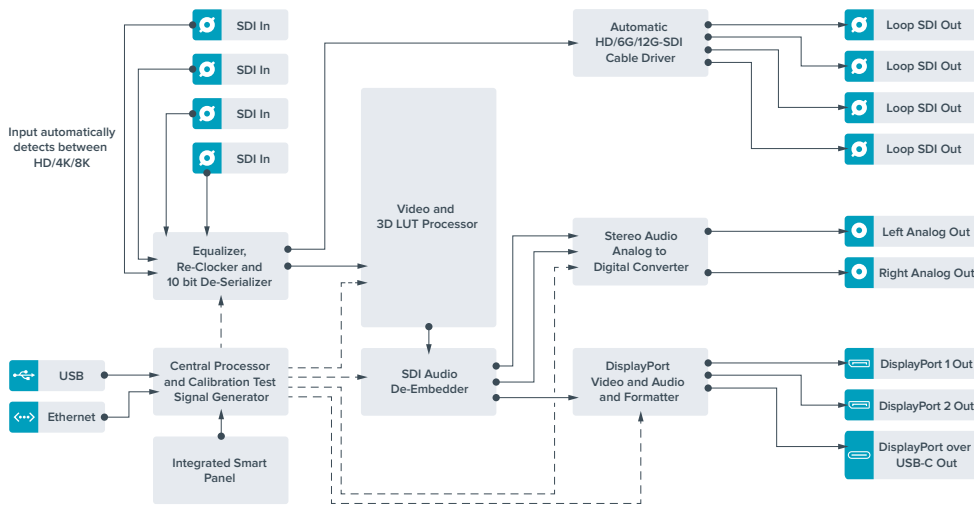 SDI In
SDI In
SDI In
SDI In
Input automatically
detects between
HD/4K/8K
Automatic
HD/6G/12G-SDI
Cable Driver
Loop SDI Out
Loop SDI Out
Loop SDI Out
Loop SDI Out
Video and
3D LUT Processor
Equalizer,
Re-Clocker and
10 bit De-Serializer
Stereo Audio
Analog to
Digital Converter
Left Analog Out
Right Analog Out
USB
Ethernet
Central Processor
and Calibration Test
Signal Generator
SDI Audio
De-Embedder
DisplayPort
Video and Audio
and Formatter
DisplayPort 1 Out
DisplayPort 2 Out
DisplayPort over
USB-C Out
Integrated Smart
Panel